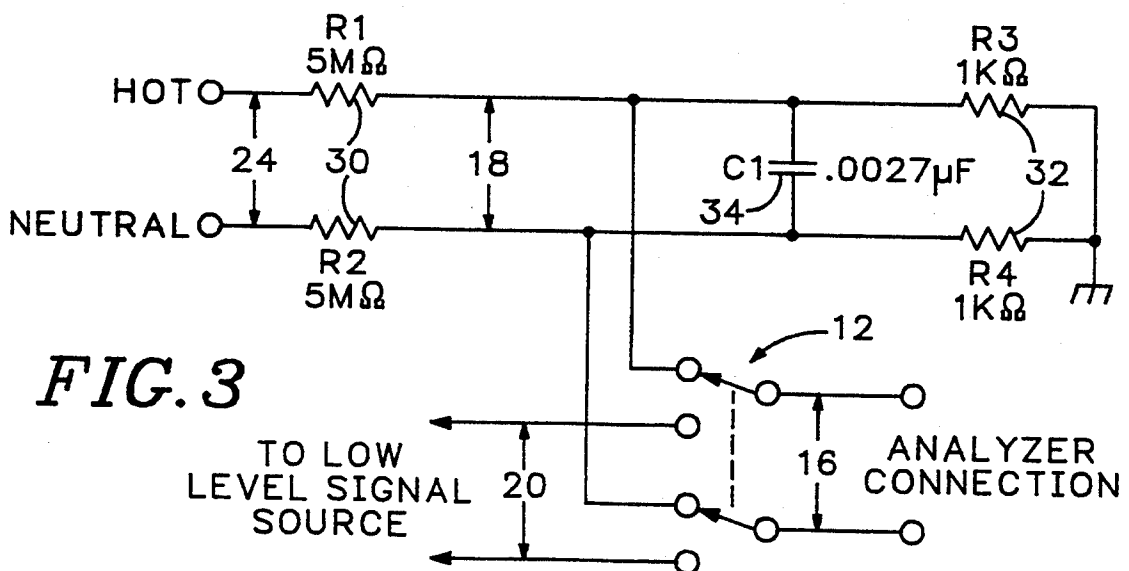 R1
5MΩ
R3
1KΩ
HOT
24
30
18
C1
.0027µF
32
34
NEUTRAL
R2
5MΩ
R4
1KΩ
12
FIG. 3
TO LOW
LEVEL SIGNAL
SOURCE
20
16
ANALYZER
CONNECTION